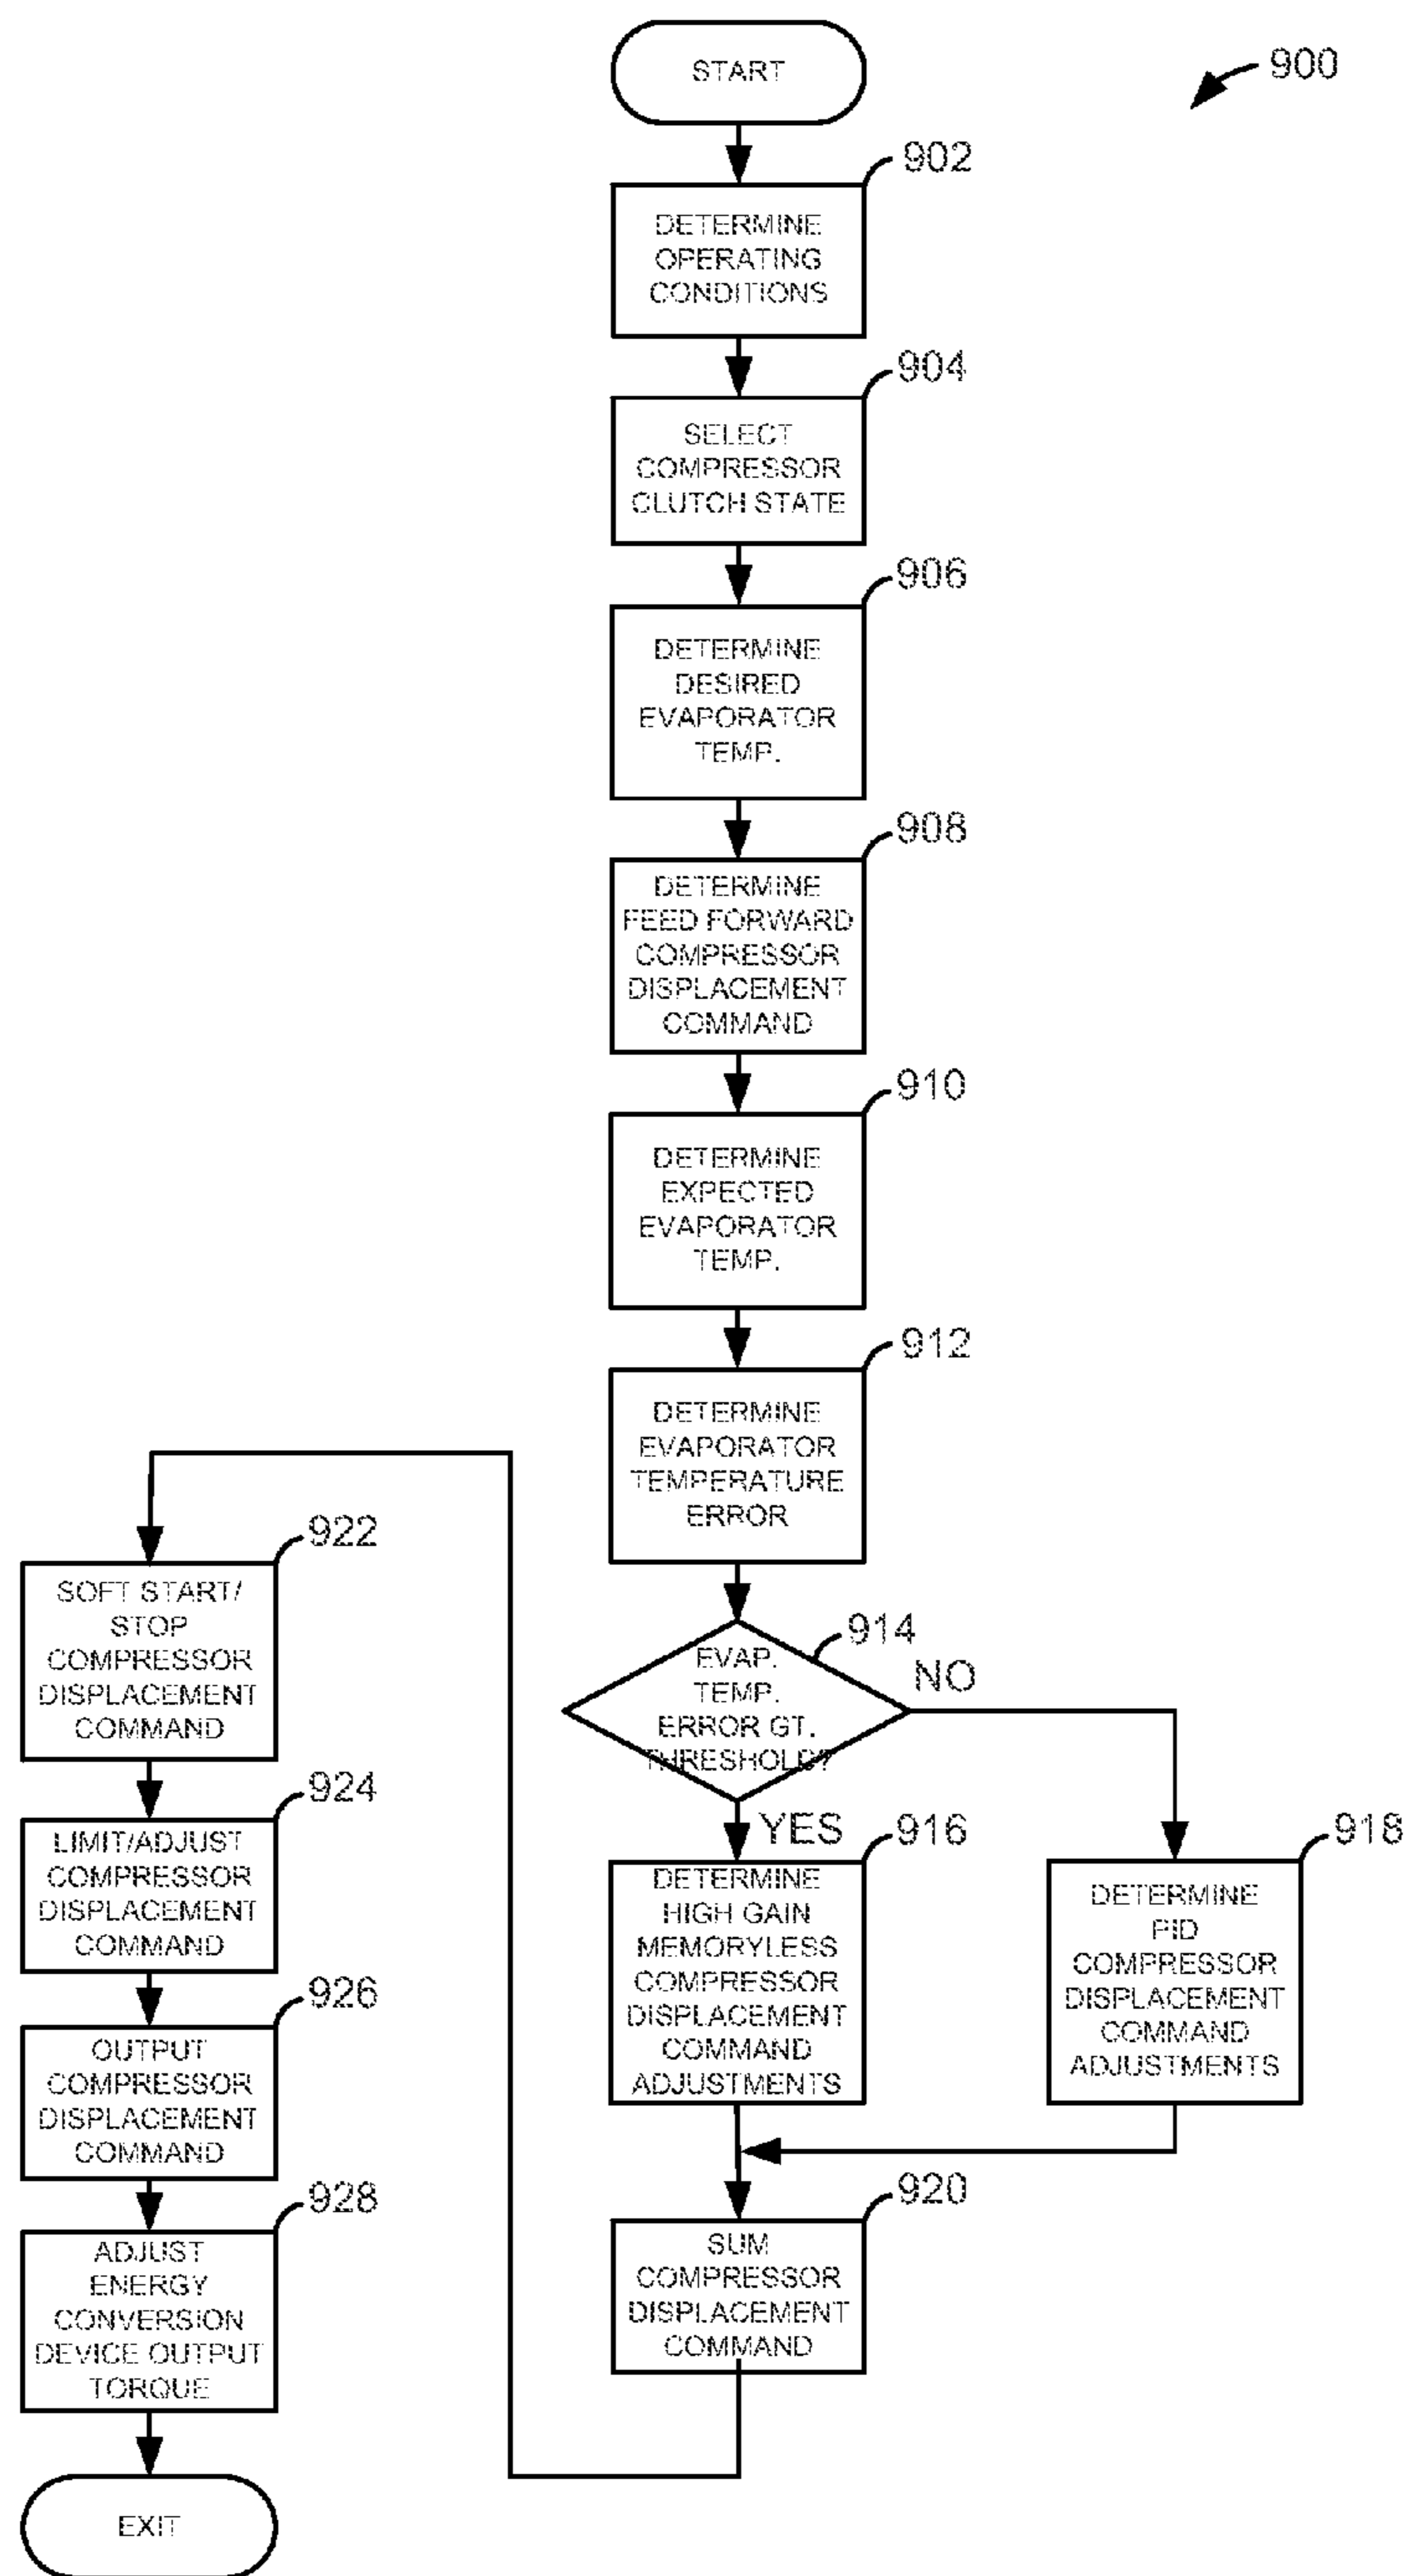 START
900
902
DETERMINE
OPERATING
CONDITIONS
904
SELECT
COMPRESSOR
CLUTCH STATE
906
DETERMINE
DESIRED
EVAPORATOR
TEMP.
908
DETERMINE
FEED FORWARD
COMPRESSOR
DISPLACEMENT
COMMAND
910
DETERMINE
EXPECTED
EVAPORATOR
TEMP.
912
DETERMINE
EVAPORATOR
TEMPERATURE
ERROR
914
EVAP.
TEMP.
ERROR GT.
THRESHOLD?
NO
YES
916
DETERMINE
HIGH GAIN
MEMORYLESS
COMPRESSOR
DISPLACEMENT
COMMAND
ADJUSTMENTS
918
DETERMINE
PID
COMPRESSOR
DISPLACEMENT
COMMAND
ADJUSTMENTS
920
SUM
COMPRESSOR
DISPLACEMENT
COMMAND
922
SOFT START/
STOP
COMPRESSOR
DISPLACEMENT
COMMAND
924
LIMIT/ADJUST
COMPRESSOR
DISPLACEMENT
COMMAND
926
OUTPUT
COMPRESSOR
DISPLACEMENT
COMMAND
928
ADJUST
ENERGY
CONVERSION
DEVICE OUTPUT
TORQUE
EXIT